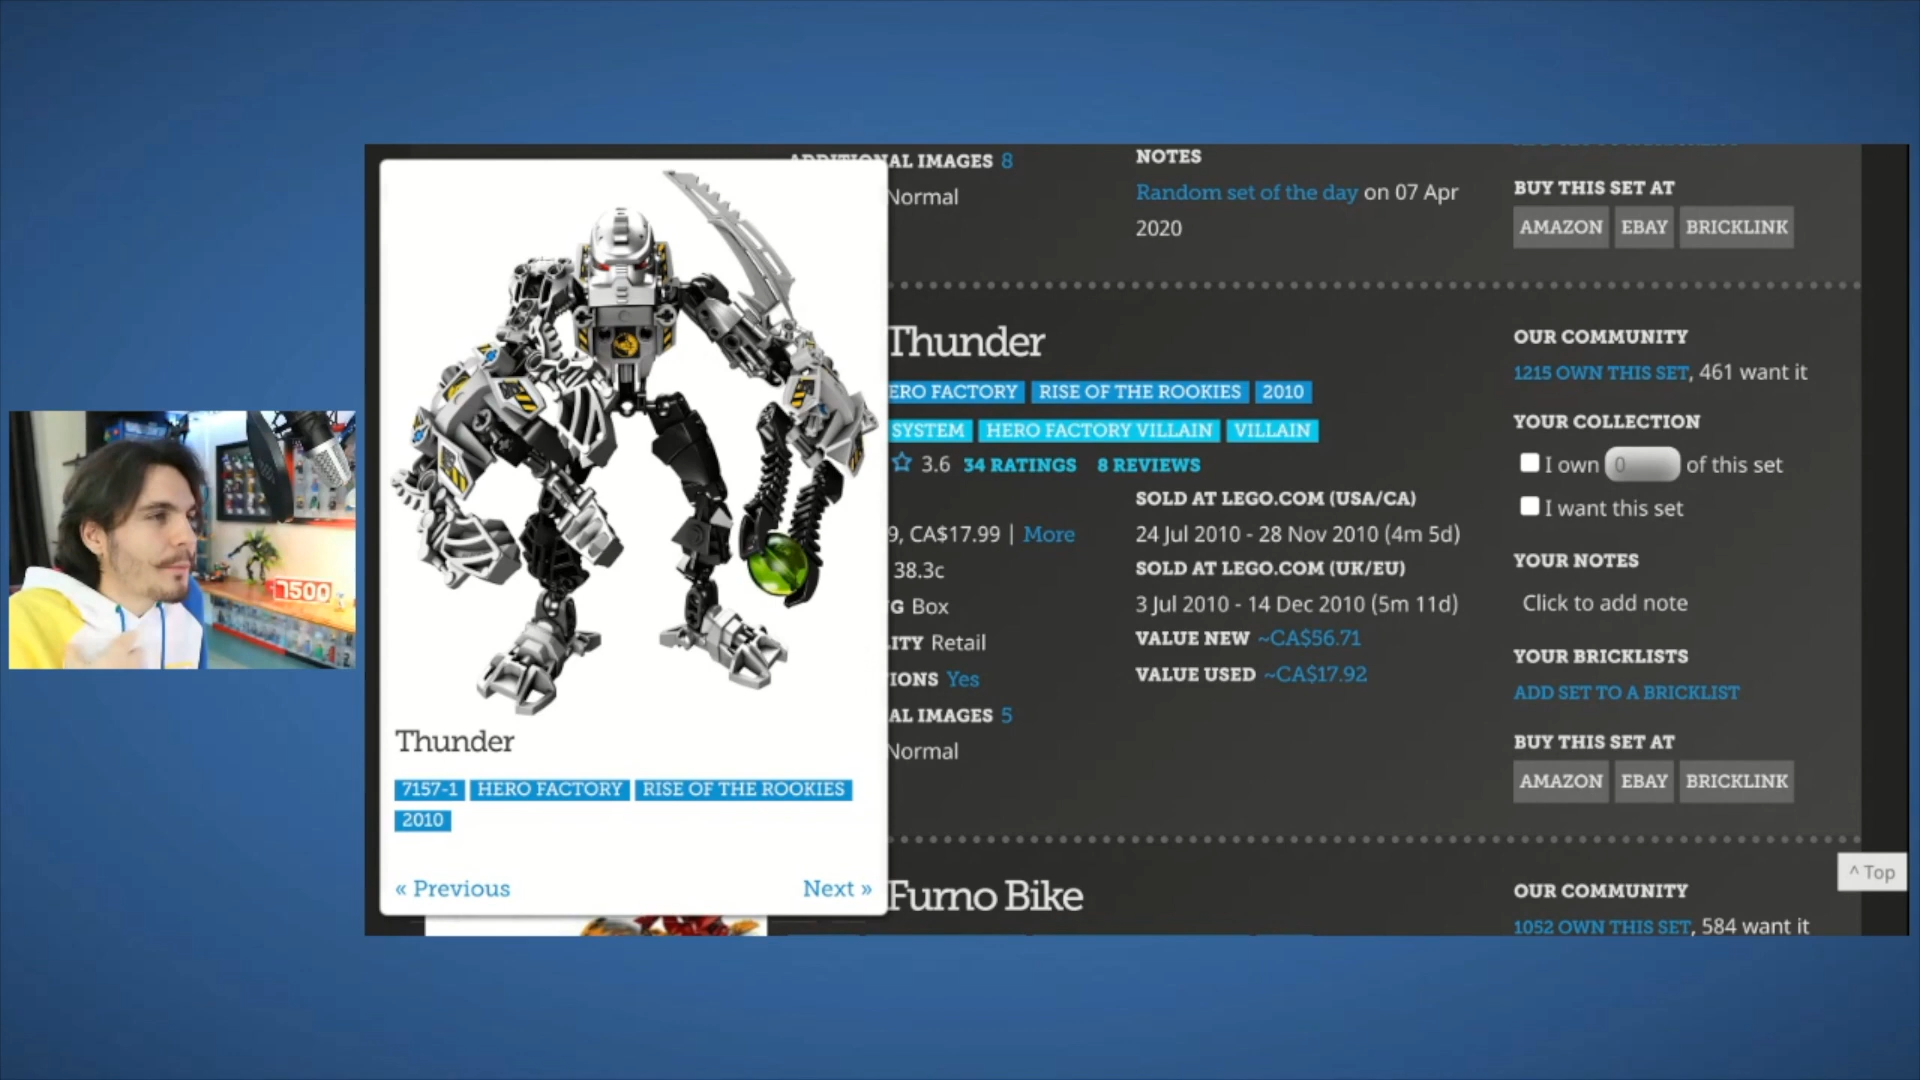 ADDITIONAL IMAGES 8
Normal
NOTES
Random set of the day on 07 Apr
2020
BUY THIS SET AT
AMAZON EBAY BRICKLINK
Thunder
ERO FACTORY RISE OF THE ROOKIES 2010
SYSTEM HERO FACTORY VILLAIN VILLAIN
3.6 34 RATINGS 8 REVIEWS
9, CA$17.99 | More
38.3c
G Box
ITY Retail
IONS Yes
AL IMAGES 5
Normal
SOLD AT LEGO.COM (USA/CA)
24 Jul 2010 - 28 Nov 2010 (4m 5d)
SOLD AT LEGO.COM (UK/EU)
3 Jul 2010 - 14 Dec 2010 (5m 11d)
VALUE NEW ~CA$56.71
VALUE USED ~CA$17.92
OUR COMMUNITY
1215 OWN THIS SET, 461 want it
YOUR COLLECTION
I own 0 of this set
I want this set
YOUR NOTES
Click to add note
YOUR BRICKLISTS
ADD SET TO A BRICKLIST
BUY THIS SET AT
AMAZON EBAY BRICKLINK
Thunder
7157-1 HERO FACTORY RISE OF THE ROOKIES
2010
« Previous Next »
Furno Bike
OUR COMMUNITY
1052 OWN THIS SET, 584 want it
^ Top
7500